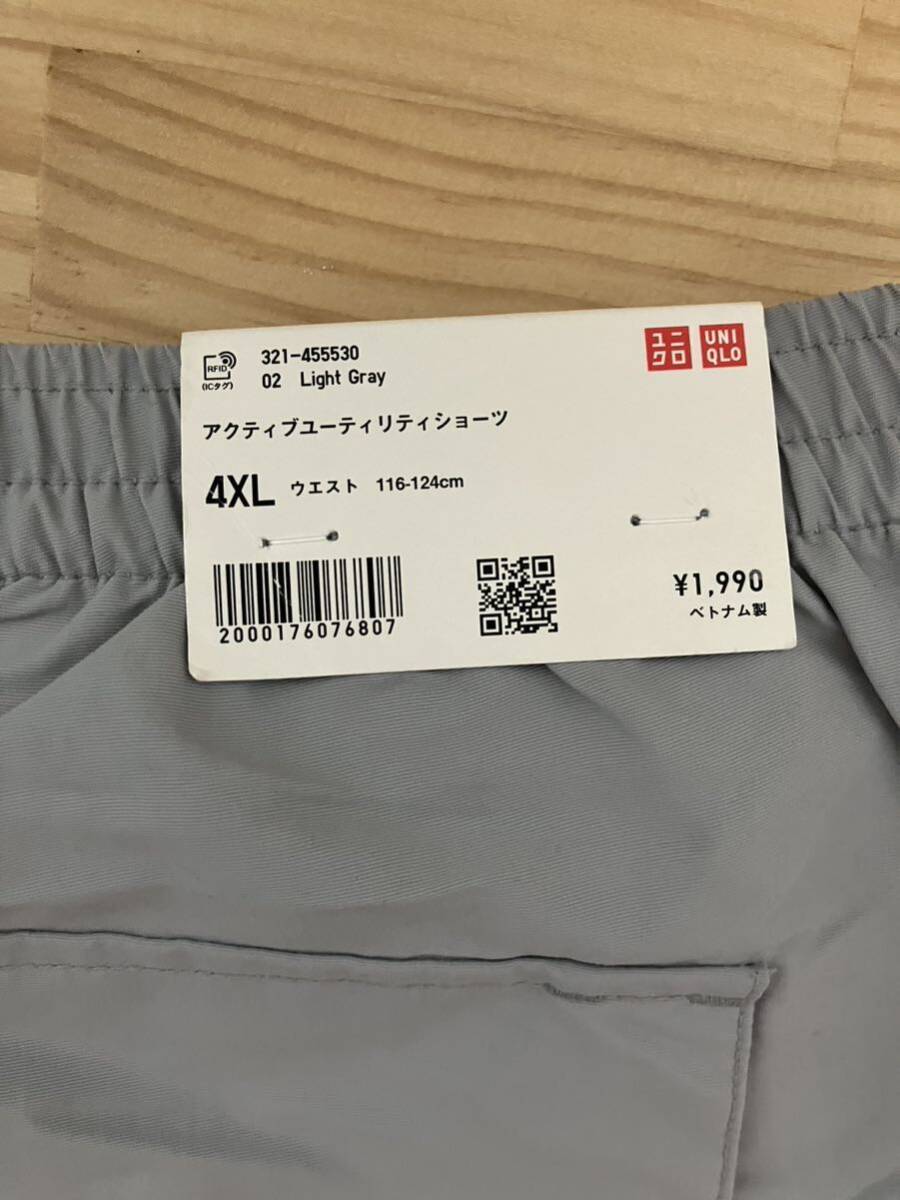 RFID
(ICタグ)
321-455530
02 Light Gray
ユニ
クロ
UNI
QLO
アクティブユーティリティショーツ
4XL ウエスト 116-124cm
2000176076807
¥1,990
ベトナム製